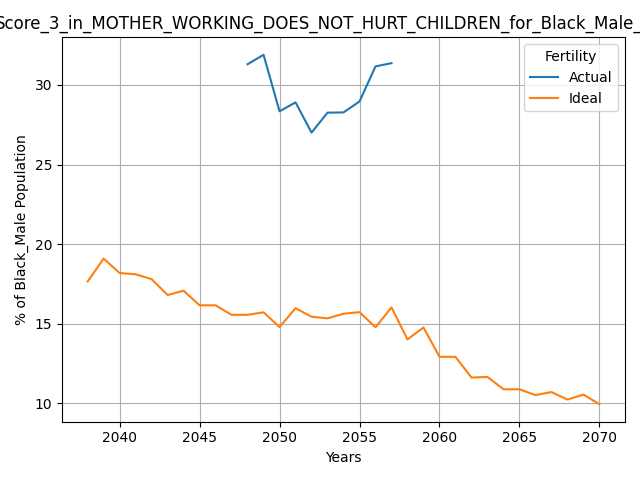 Score_3_in_MOTHER_WORKING_DOES_NOT_HURT_CHILDREN_for_Black_Male_
Fertility
Actual
Ideal
% of Black_Male Population
30
25
20
15
10
2040 2045 2050 2055 2060 2065 2070
Years